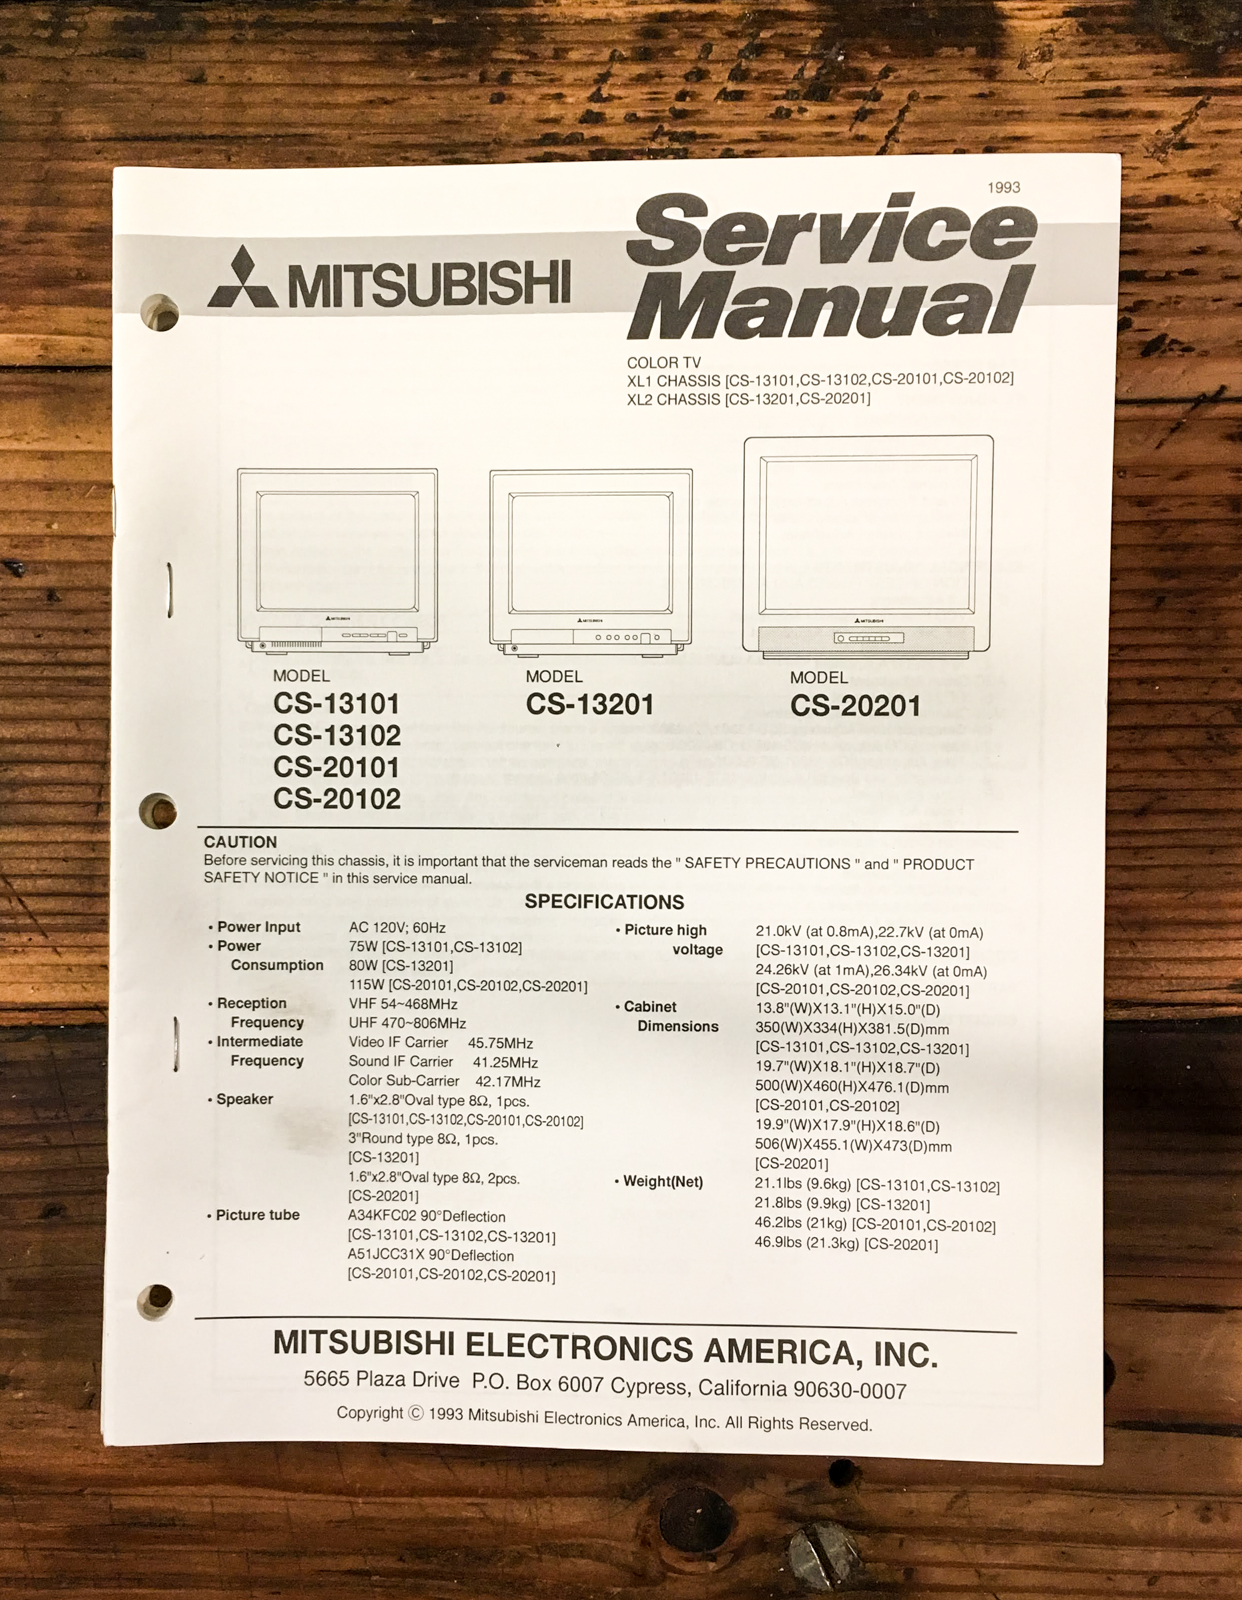 1993
MITSUBISHI
Service
Manual
COLOR TV
XL1 CHASSIS [CS-13101,CS-13102,CS-20101,CS-20102]
XL2 CHASSIS [CS-13201,CS-20201]
MITSUBISHI
MITSUBISHI
MITSUBISHI
MODEL
CS-13101
CS-13102
CS-20101
CS-20102
MODEL
CS-13201
MODEL
CS-20201
CAUTION
Before servicing this chassis, it is important that the serviceman reads the " SAFETY PRECAUTIONS " and " PRODUCT
SAFETY NOTICE " in this service manual.
SPECIFICATIONS
• Power Input AC 120V; 60Hz
• Power 75W [CS-13101,CS-13102]
Consumption 80W [CS-13201]
115W [CS-20101,CS-20102,CS-20201]
• Reception VHF 54~468MHz
Frequency UHF 470~806MHz
• Intermediate Video IF Carrier 45.75MHz
Frequency Sound IF Carrier 41.25MHz
Color Sub-Carrier 42.17MHz
• Speaker 1.6"x2.8"Oval type 8Ω, 1pcs.
[CS-13101,CS-13102,CS-20101,CS-20102]
3"Round type 8Ω, 1pcs.
[CS-13201]
1.6"x2.8"Oval type 8Ω, 2pcs.
[CS-20201]
• Picture tube A34KFC02 90°Deflection
[CS-13101,CS-13102,CS-13201]
A51JCC31X 90°Deflection
[CS-20101,CS-20102,CS-20201]
• Picture high 21.0kV (at 0.8mA),22.7kV (at 0mA)
voltage [CS-13101,CS-13102,CS-13201]
24.26kV (at 1mA),26.34kV (at 0mA)
[CS-20101,CS-20102,CS-20201]
• Cabinet 13.8"(W)X13.1"(H)X15.0"(D)
Dimensions 350(W)X334(H)X381.5(D)mm
[CS-13101,CS-13102,CS-13201]
19.7"(W)X18.1"(H)X18.7"(D)
500(W)X460(H)X476.1(D)mm
[CS-20101,CS-20102]
19.9"(W)X17.9"(H)X18.6"(D)
506(W)X455.1(W)X473(D)mm
[CS-20201]
• Weight(Net) 21.1lbs (9.6kg) [CS-13101,CS-13102]
21.8lbs (9.9kg) [CS-13201]
46.2lbs (21kg) [CS-20101,CS-20102]
46.9lbs (21.3kg) [CS-20201]
MITSUBISHI ELECTRONICS AMERICA, INC.
5665 Plaza Drive P.O. Box 6007 Cypress, California 90630-0007
Copyright © 1993 Mitsubishi Electronics America, Inc. All Rights Reserved.